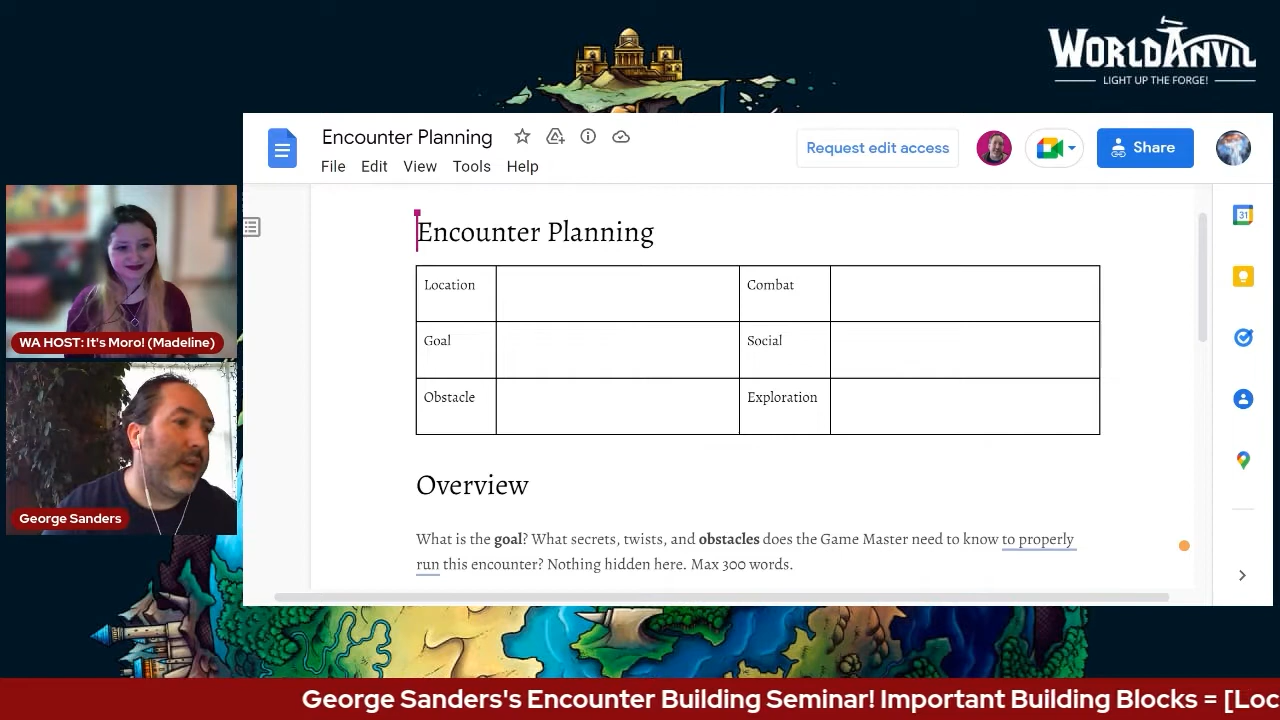 WORLDANVIL
LIGHT UP THE FORGE!
Encounter Planning
Request edit access
Share
File Edit View Tools Help
31
Encounter Planning
Location Combat
Goal Social
Obstacle Exploration
Overview
What is the goal? What secrets, twists, and obstacles does the Game Master need to know to properly
run this encounter? Nothing hidden here. Max 300 words.
WA HOST: It's Moro! (Madeline)
George Sanders
George Sanders's Encounter Building Seminar! Important Building Blocks = [Loc